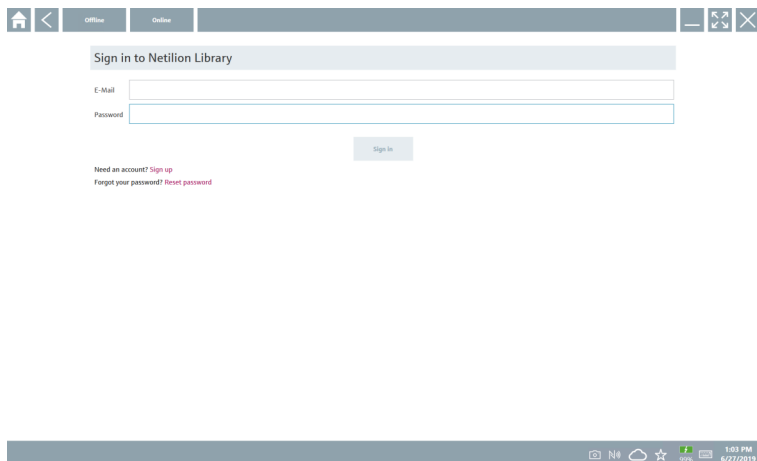 Offline
Online
Sign in to Netilion Library
E-Mail
Password
Sign in
Need an account? Sign up
Forgot your password? Reset password
99%
1:03 PM
6/27/2019